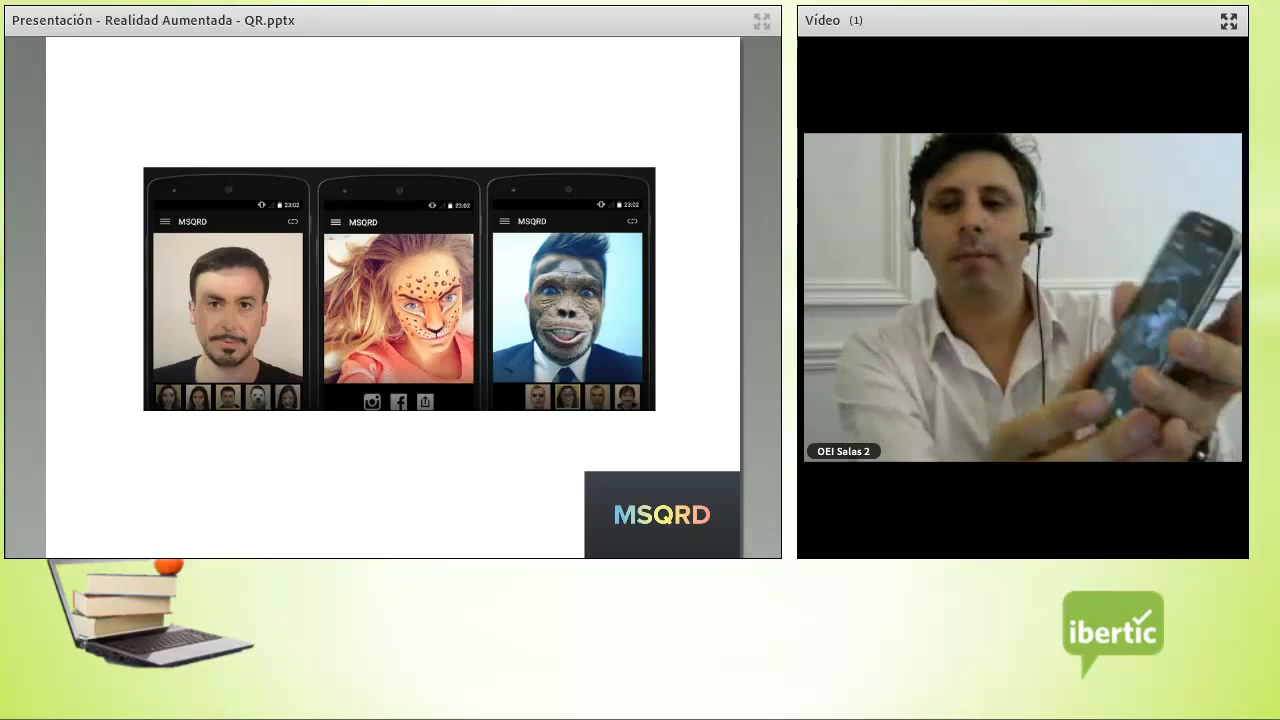 Presentación - Realidad Aumentada - QR.pptx
Vídeo (1)
23:02
23:02
23:02
MSQRD
MSQRD
MSQRD
OEI Salas 2
MSQRD
ibertic